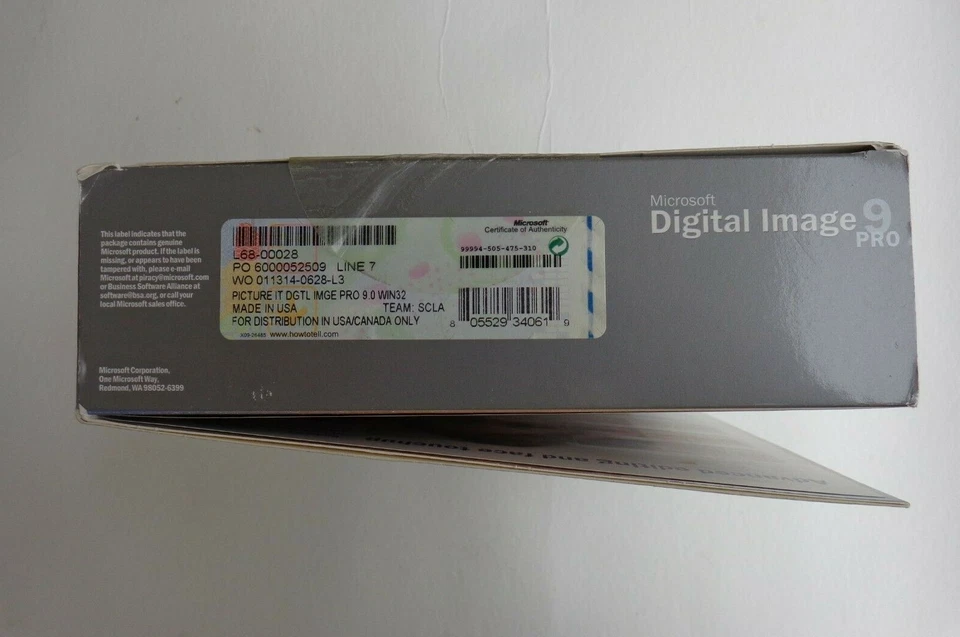 This label indicates that the
package contains genuine
Microsoft product. If the label is
missing, or appears to have been
tampered with, please e-mail
Microsoft at piracy@microsoft.com
or Business Software Alliance at
software@bsa.org, or call your
local Microsoft sales office.
Microsoft Corporation,
One Microsoft Way,
Redmond, WA 98052-6399
L68-00028
PO 6000052509 LINE 7
WO 011314-0628-L3
PICTURE IT DGTL IMGE PRO 9.0 WIN32
MADE IN USA TEAM: SCLA
FOR DISTRIBUTION IN USA/CANADA ONLY
www.howtotell.com
Microsoft
Certificate of Authenticity
99994-505-475-310
8 05529 34061 9
Microsoft
Digital Image 9
PRO
Advanced editing and face touchup